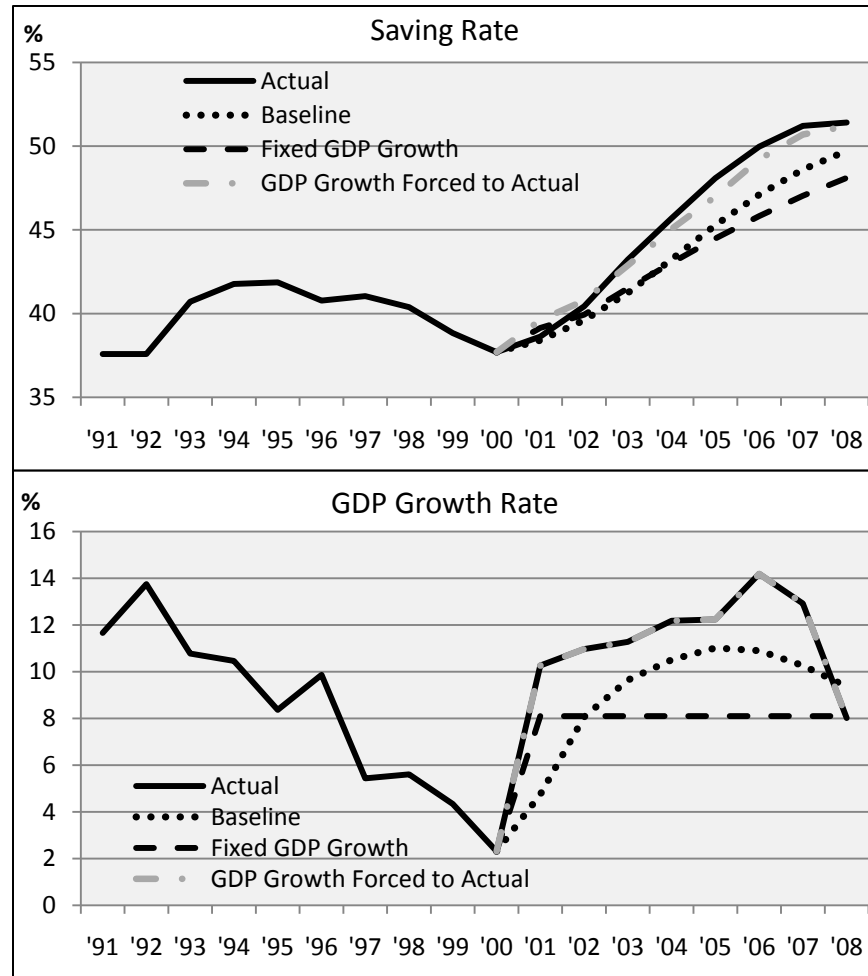 Saving Rate
%
55
50
45
40
35
Actual
Baseline
Fixed GDP Growth
GDP Growth Forced to Actual
'91 '92 '93 '94 '95 '96 '97 '98 '99 '00 '01 '02 '03 '04 '05 '06 '07 '08
GDP Growth Rate
%
16
14
12
10
8
6
4
2
0
Actual
Baseline
Fixed GDP Growth
GDP Growth Forced to Actual
'91 '92 '93 '94 '95 '96 '97 '98 '99 '00 '01 '02 '03 '04 '05 '06 '07 '08